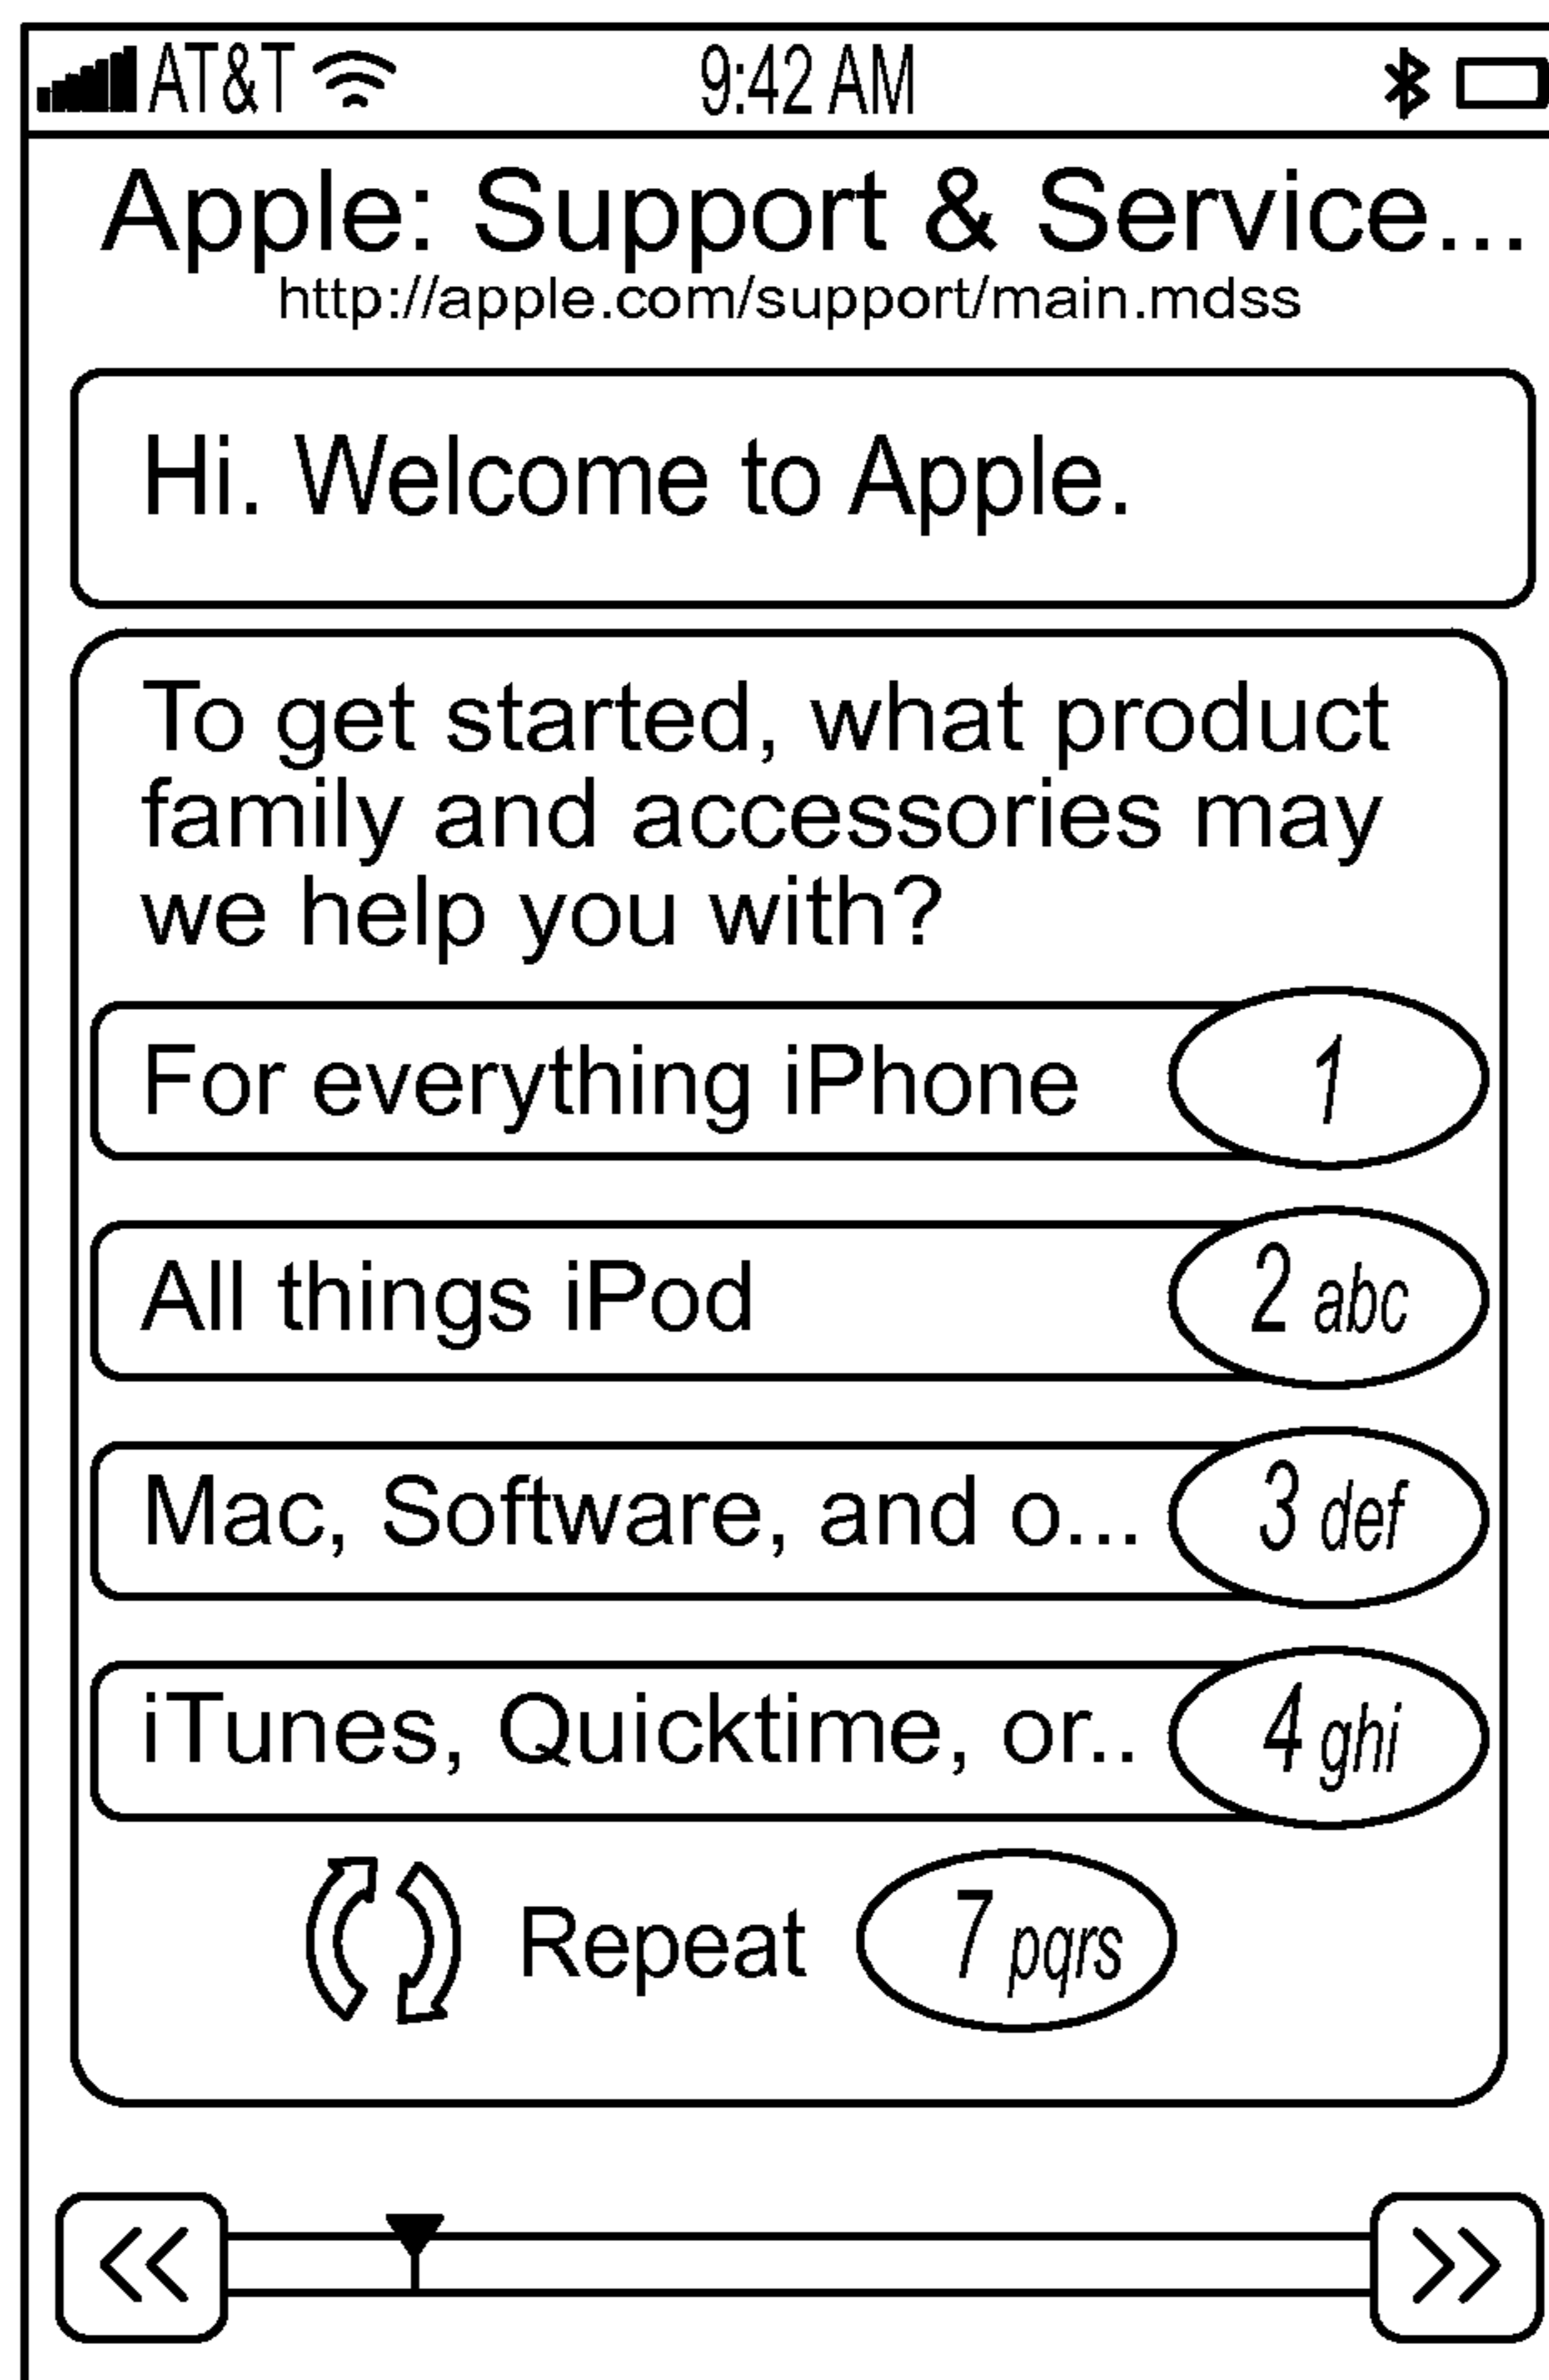 AT&T 9:42 AM
Apple: Support & Service...
http://apple.com/support/main.mdss
Hi. Welcome to Apple.
To get started, what product
family and accessories may
we help you with?
For everything iPhone 1
All things iPod 2 abc
Mac, Software, and o... 3 def
iTunes, Quicktime, or.. 4 ghi
Repeat 7 pqrs
<< >>